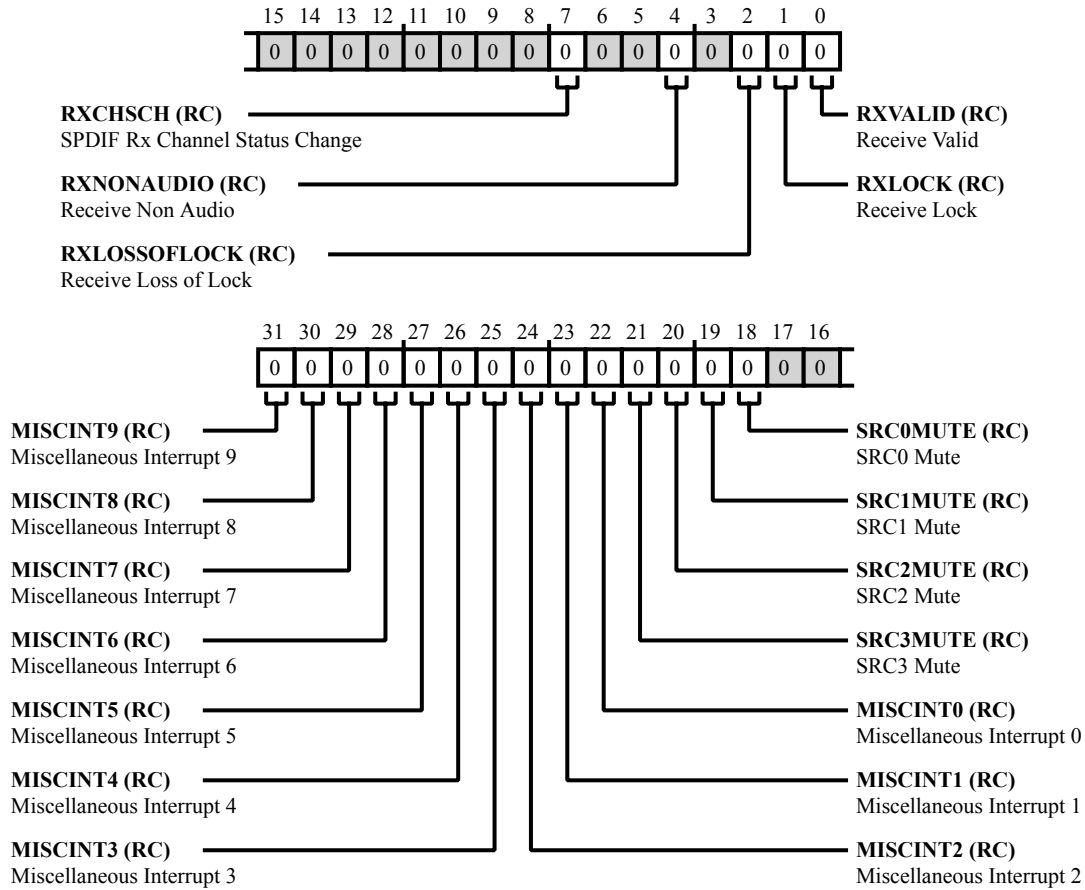 15 14 13 12 11 10 9 8 7 6 5 4 3 2 1 0
0 0 0 0 0 0 0 0 0 0 0 0 0 0 0 0
RXCHSCH (RC)
SPDIF Rx Channel Status Change
RXVALID (RC)
Receive Valid
RXNONAUDIO (RC)
Receive Non Audio
RXLOCK (RC)
Receive Lock
RXLOSSOFLOCK (RC)
Receive Loss of Lock
31 30 29 28 27 26 25 24 23 22 21 20 19 18 17 16
0 0 0 0 0 0 0 0 0 0 0 0 0 0 0 0
MISCINT9 (RC)
Miscellaneous Interrupt 9
SRC0MUTE (RC)
SRC0 Mute
MISCINT8 (RC)
Miscellaneous Interrupt 8
SRC1MUTE (RC)
SRC1 Mute
MISCINT7 (RC)
Miscellaneous Interrupt 7
SRC2MUTE (RC)
SRC2 Mute
MISCINT6 (RC)
Miscellaneous Interrupt 6
SRC3MUTE (RC)
SRC3 Mute
MISCINT5 (RC)
Miscellaneous Interrupt 5
MISCINT0 (RC)
Miscellaneous Interrupt 0
MISCINT4 (RC)
Miscellaneous Interrupt 4
MISCINT1 (RC)
Miscellaneous Interrupt 1
MISCINT3 (RC)
Miscellaneous Interrupt 3
MISCINT2 (RC)
Miscellaneous Interrupt 2